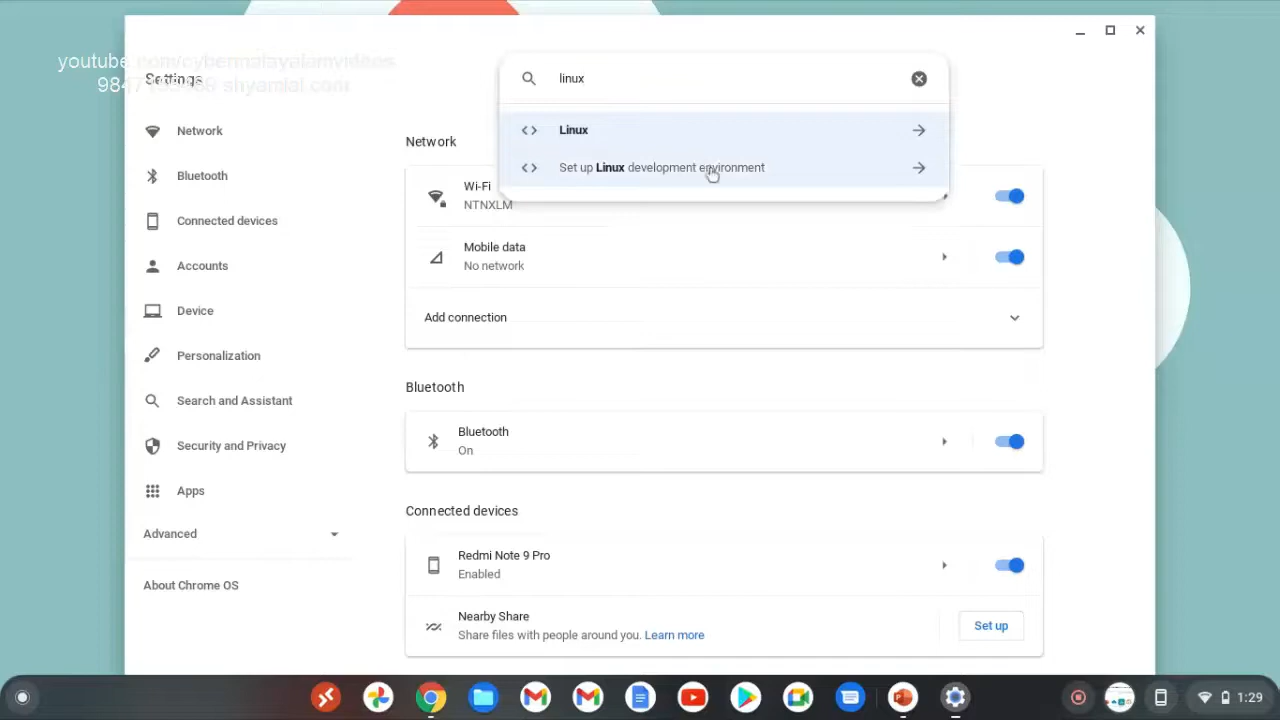 Settings
linux
Linux
Set up Linux development environment
Network
Bluetooth
Connected devices
Accounts
Device
Personalization
Search and Assistant
Security and Privacy
Apps
Advanced
About Chrome OS
Network
Wi-Fi
NTNXLM
Mobile data
No network
Add connection
Bluetooth
Bluetooth
On
Connected devices
Redmi Note 9 Pro
Enabled
Nearby Share
Share files with people around you. Learn more
Set up
1:29